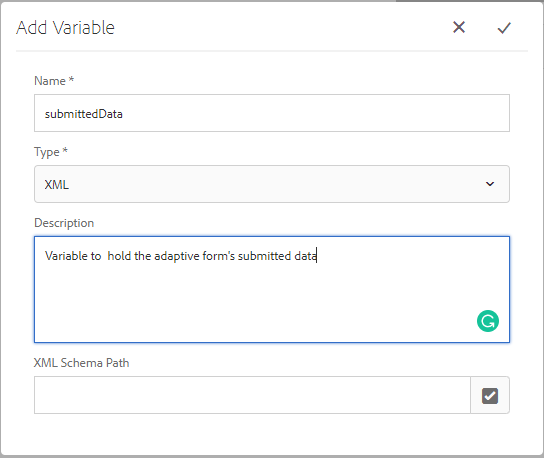 Add Variable
Name *
submittedData
Type *
XML
Description
Variable to  hold the adaptive form's submitted data
XML Schema Path